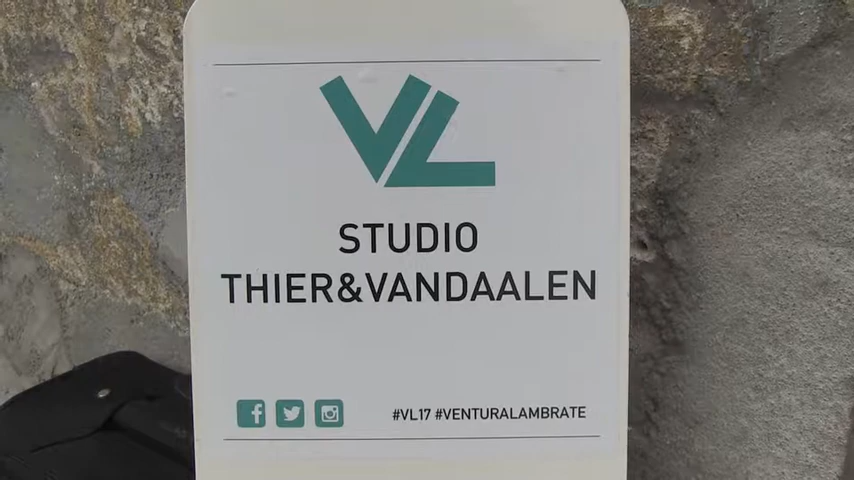 VL
STUDIO
THIER&VANDAALEN
#VL17 #VENTURALAMBRATE